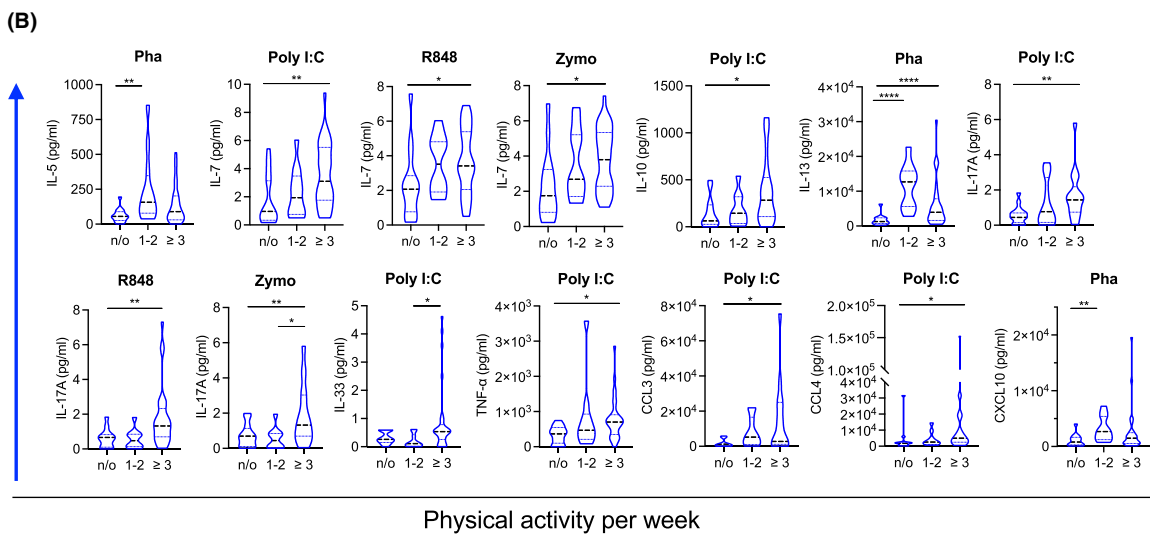 (B)
Pha
Poly I:C
R848
Zymo
Poly I:C
Pha
Poly I:C
IL-5 (pg/ml)
1000
750
500
250
0
**
n/o 1-2 ≥ 3
IL-7 (pg/ml)
10
8
6
4
2
0
**
n/o 1-2 ≥ 3
IL-7 (pg/ml)
8
6
4
2
0
*
n/o 1-2 ≥ 3
IL-7 (pg/ml)
8
6
4
2
0
*
n/o 1-2 ≥ 3
IL-10 (pg/ml)
1500
1000
500
0
*
n/o 1-2 ≥ 3
IL-13 (pg/ml)
4×10⁴
3×10⁴
2×10⁴
1×10⁴
0
****
****
n/o 1-2 ≥ 3
IL-17A (pg/ml)
8
6
4
2
0
**
n/o 1-2 ≥ 3
R848
Zymo
Poly I:C
Poly I:C
Poly I:C
Poly I:C
Pha
IL-17A (pg/ml)
8
6
4
2
0
**
n/o 1-2 ≥ 3
IL-17A (pg/ml)
8
6
4
2
0
**
*
n/o 1-2 ≥ 3
IL-33 (pg/ml)
5
4
3
2
1
0
*
n/o 1-2 ≥ 3
TNF-α (pg/ml)
4×10³
3×10³
2×10³
1×10³
0
*
n/o 1-2 ≥ 3
CCL3 (pg/ml)
8×10⁴
6×10⁴
4×10⁴
2×10⁴
0
*
n/o 1-2 ≥ 3
CCL4 (pg/ml)
2.0×10⁵
1.5×10⁵
1.0×10⁵
4×10⁴
3×10⁴
2×10⁴
1×10⁴
0
*
n/o 1-2 ≥ 3
CXCL10 (pg/ml)
2×10⁴
1×10⁴
0
**
n/o 1-2 ≥ 3
Physical activity per week